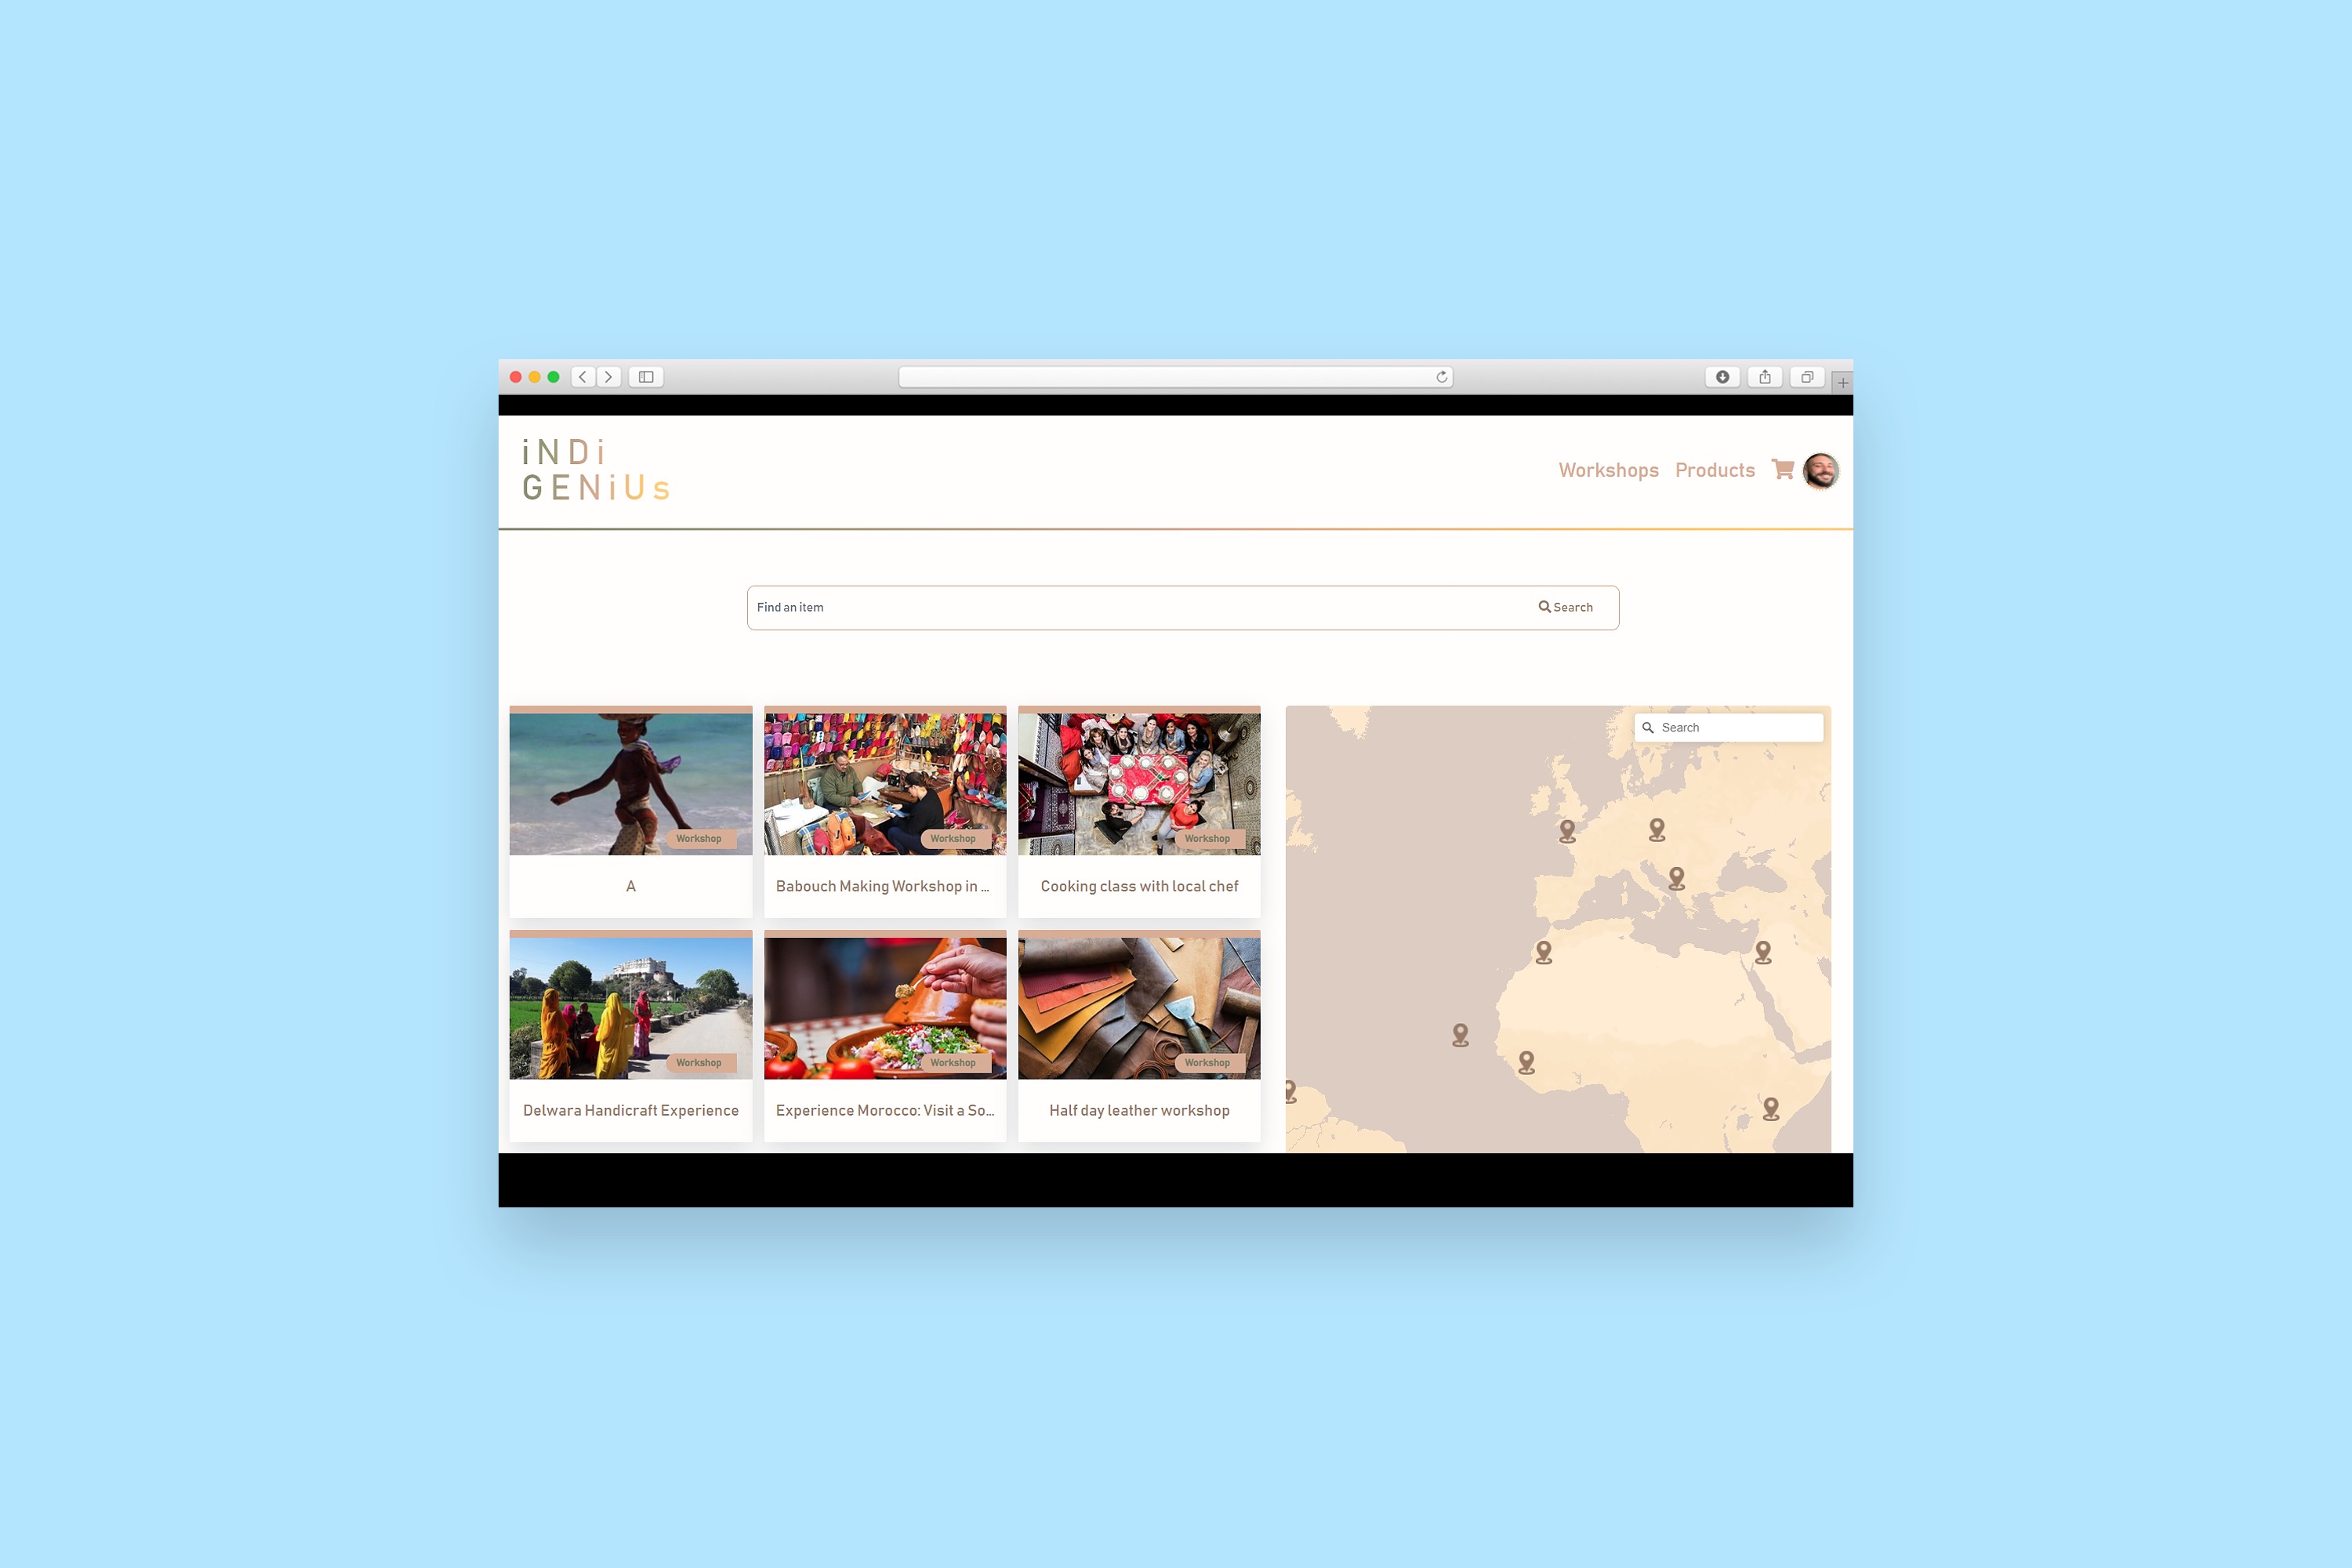 iNDi
GENiUs
Workshops Products
Find an item
Search
Search
Workshop
Workshop
Workshop
A
Babouch Making Workshop in ...
Cooking class with local chef
Workshop
Workshop
Workshop
Delwara Handicraft Experience
Experience Morocco: Visit a So...
Half day leather workshop